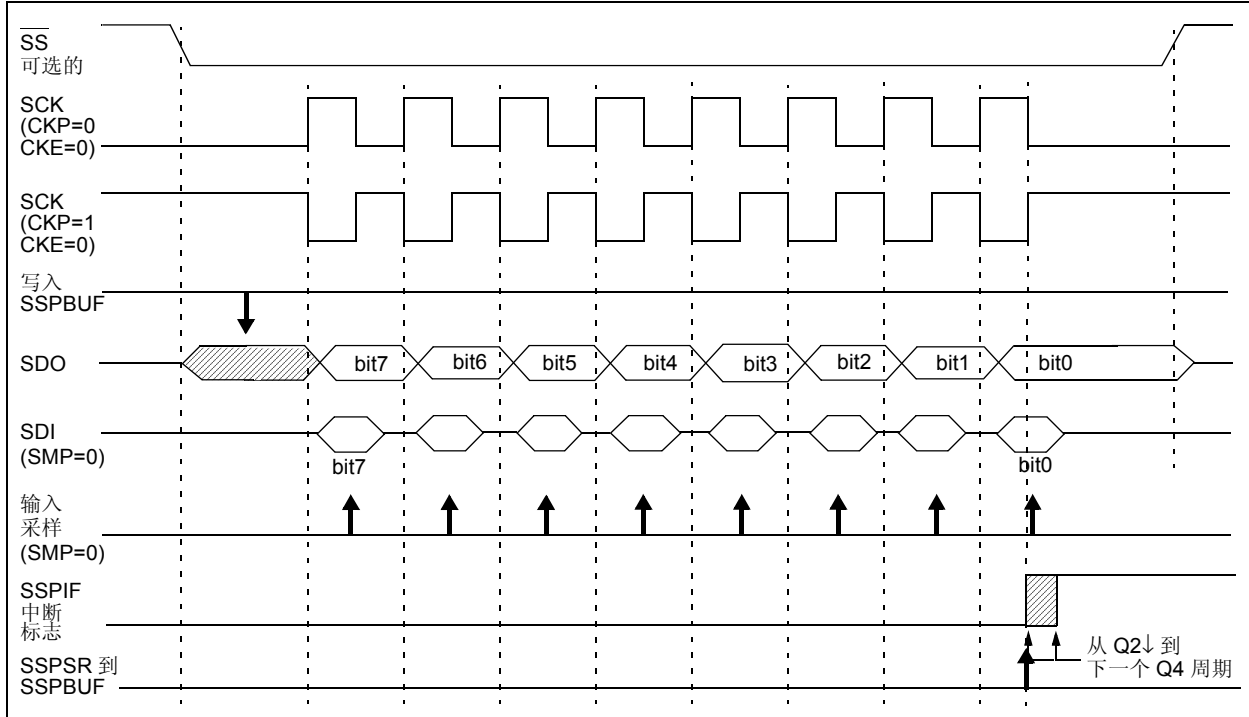 SS
可选的
SCK
(CKP=0
CKE=0)
SCK
(CKP=1
CKE=0)
写入
SSPBUF
SDO
bit7 bit6 bit5 bit4 bit3 bit2 bit1 bit0
SDI
(SMP=0)
bit7 bit0
输入
采样
(SMP=0)
SSPIF
中断
标志
从 Q2↓ 到
下一个 Q4 周期
SSPSR 到
SSPBUF